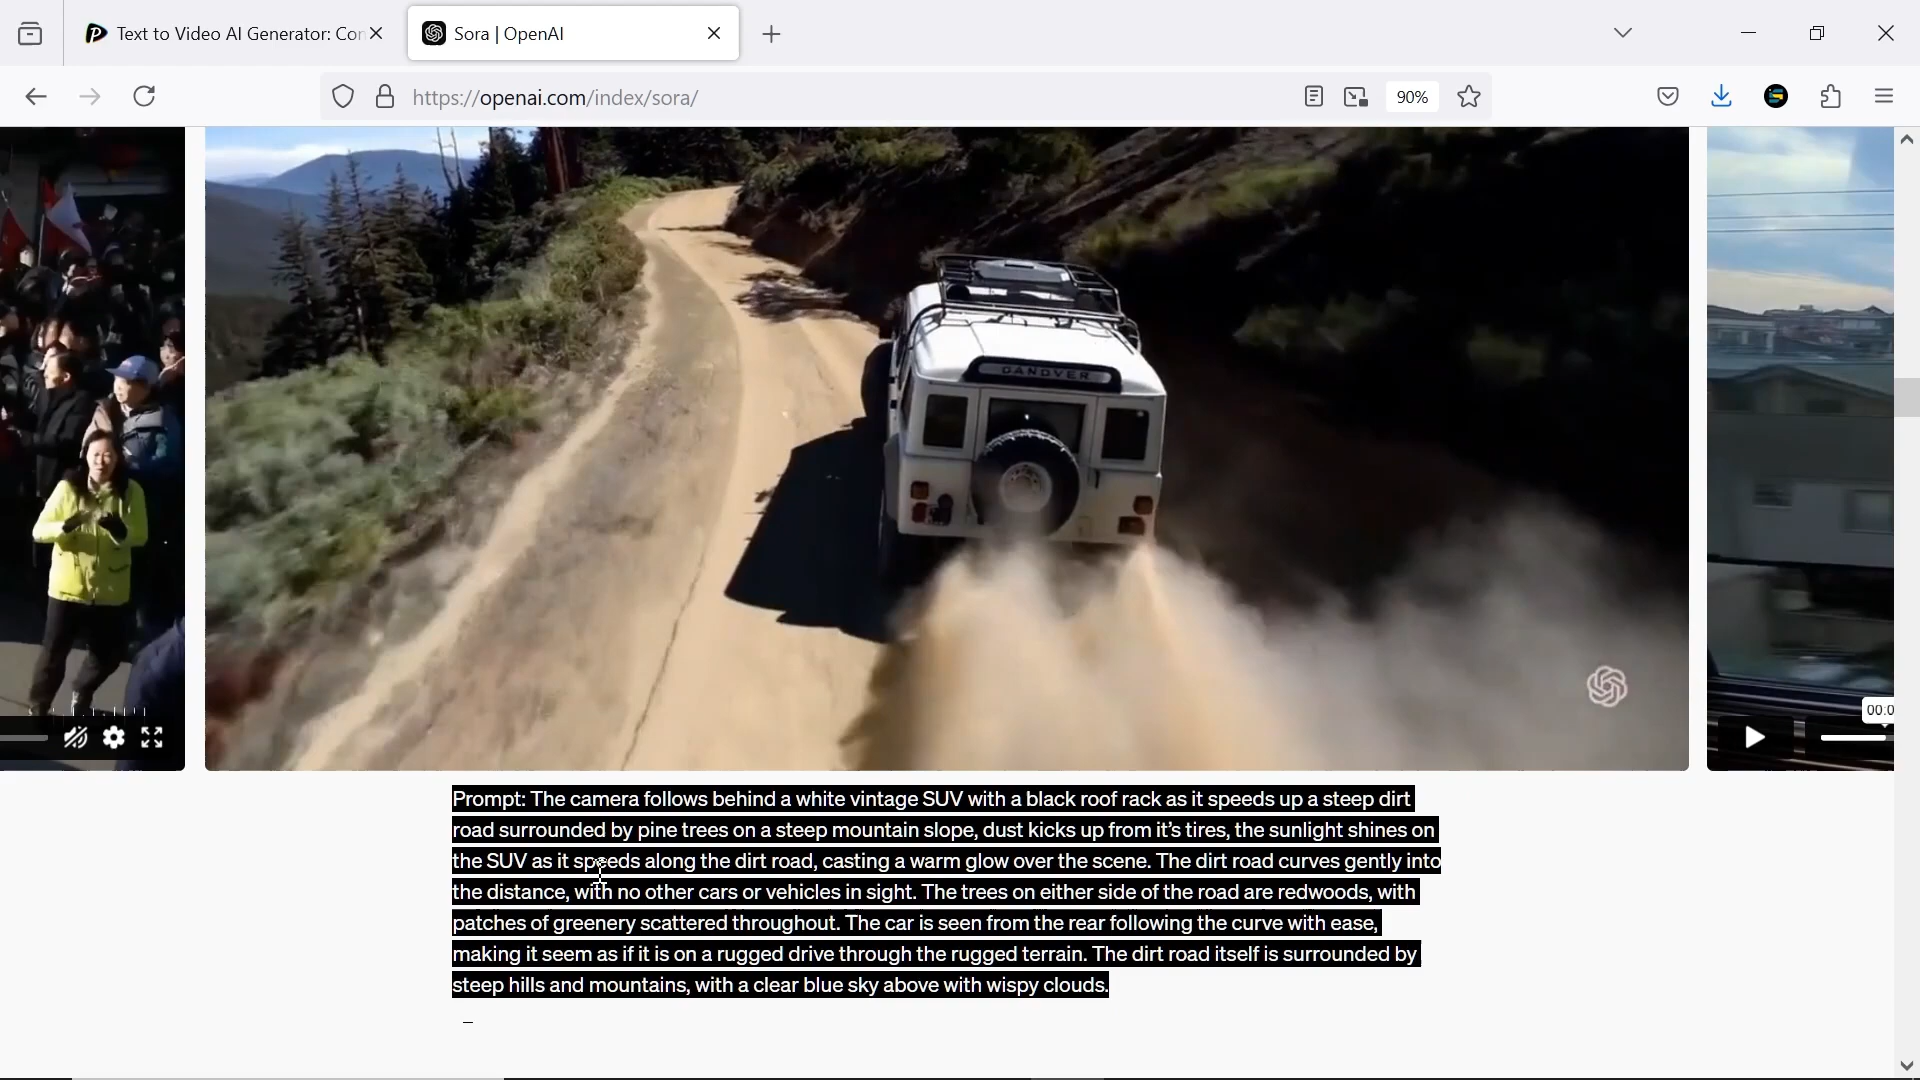 Text to Video AI Generator: Con
Sora | OpenAI
https://openai.com/index/sora/
90%
DANDVER
00:0
Prompt: The camera follows behind a white vintage SUV with a black roof rack as it speeds up a steep dirt
road surrounded by pine trees on a steep mountain slope, dust kicks up from it’s tires, the sunlight shines on
the SUV as it speeds along the dirt road, casting a warm glow over the scene. The dirt road curves gently into
the distance, with no other cars or vehicles in sight. The trees on either side of the road are redwoods, with
patches of greenery scattered throughout. The car is seen from the rear following the curve with ease,
making it seem as if it is on a rugged drive through the rugged terrain. The dirt road itself is surrounded by
steep hills and mountains, with a clear blue sky above with wispy clouds.